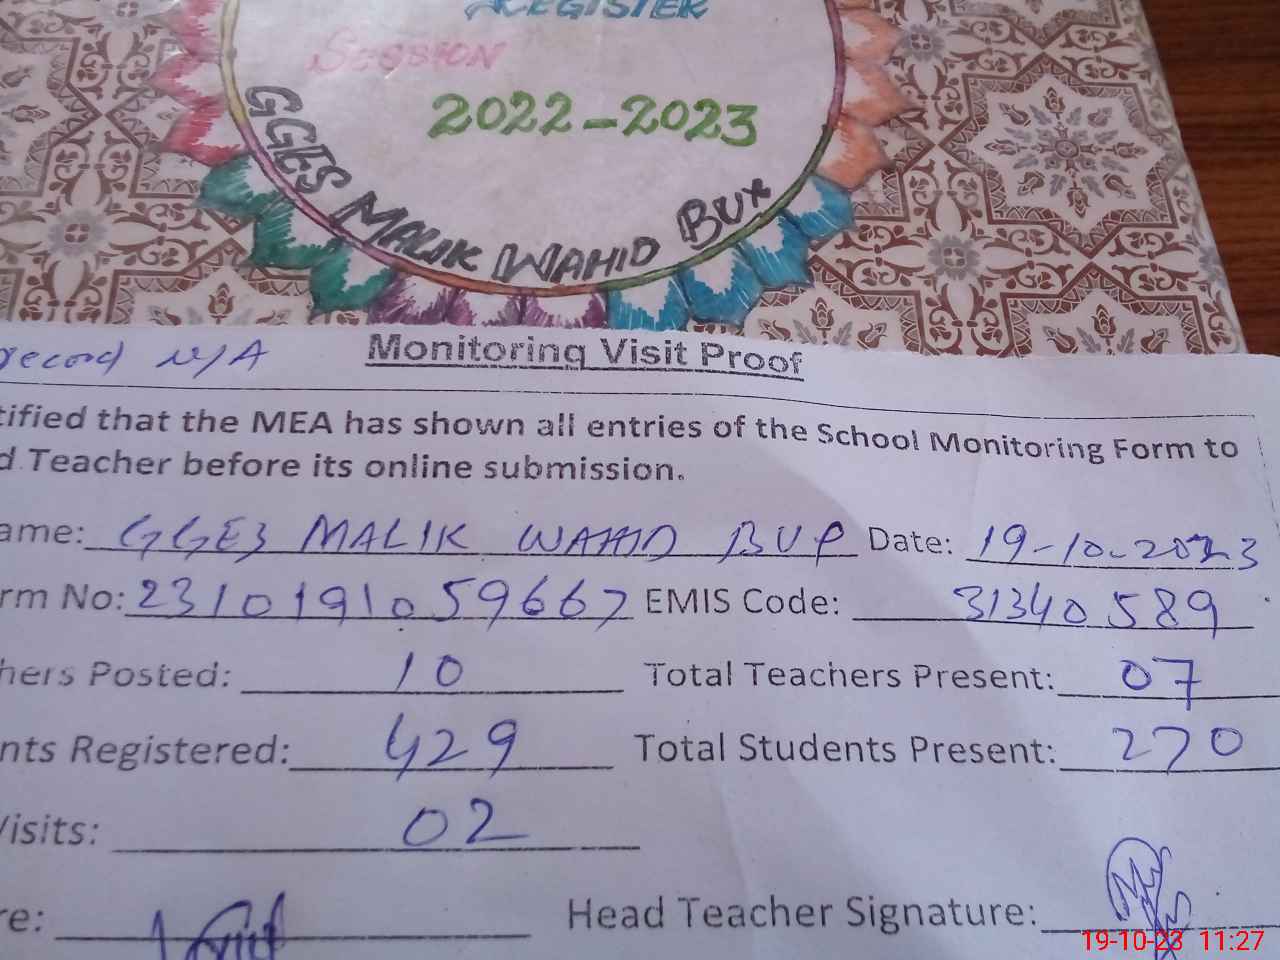 REGISTER
SESSION
2022-2023
GGES MALIK WAHID BUX
record N/A Monitoring Visit Proof
tified that the MEA has shown all entries of the School Monitoring Form to
d Teacher before its online submission.
ame: GGES MALIK WAHID BUP Date: 19-10-2023
rm No: 2310191059667 EMIS Code: 31340589
hers Posted: 10 Total Teachers Present: 07
nts Registered: 429 Total Students Present: 270
Visits: 02
re: Head Teacher Signature:
19-10-23 11:27